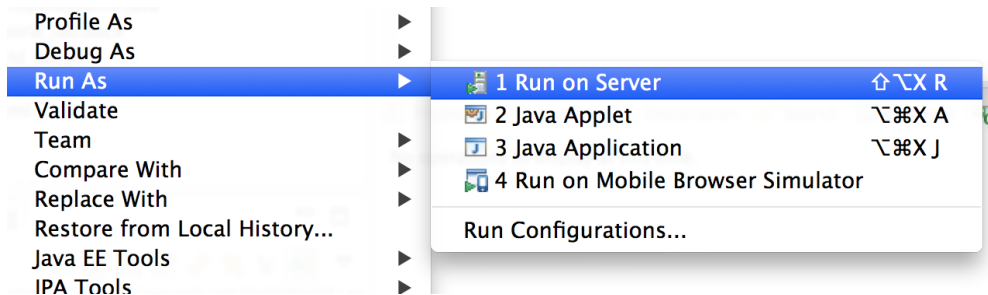 Profile As
Debug As
Run As
Validate
Team
Compare With
Replace With
Restore from Local History...
Java EE Tools
JPA Tools
1 Run on Server ⇧⌥X R
2 Java Applet ⌥⌘X A
3 Java Application ⌥⌘X J
4 Run on Mobile Browser Simulator
Run Configurations...